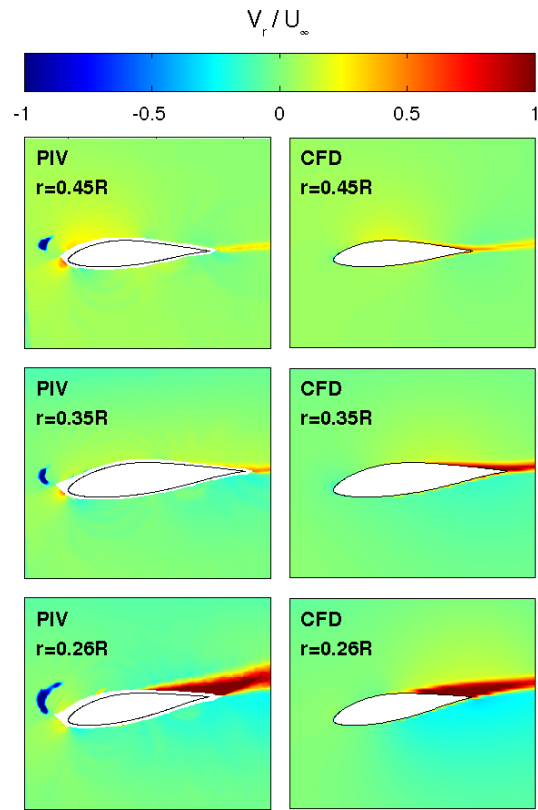 V_r / U_∞
-1 -0.5 0 0.5 1
PIV
r=0.45R
CFD
r=0.45R
PIV
r=0.35R
CFD
r=0.35R
PIV
r=0.26R
CFD
r=0.26R